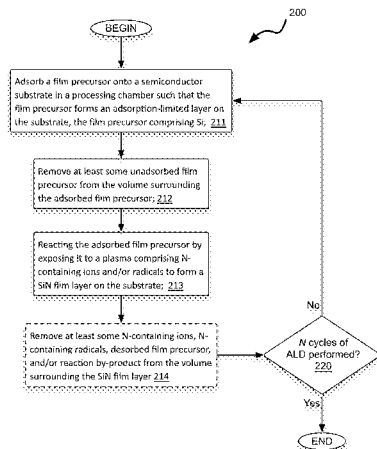 200
BEGIN
Adsorb a film precursor onto a semiconductor
substrate in a processing chamber such that the
film precursor forms an adsorption-limited layer on
the substrate, the film precursor comprising Si; 211
Remove at least some unadsorbed film
precursor from the volume surrounding
the adsorbed film precursor; 212
Reacting the adsorbed film precursor by
exposing it to a plasma comprising N-
containing ions and/or radicals to form a
SiN film layer on the substrate; 213
Remove at least some N-containing ions, N-
containing radicals, desorbed film precursor,
and/or reaction by-product from the volume
surrounding the SiN film layer 214
No
N cycles of
ALD performed?
220
Yes
END